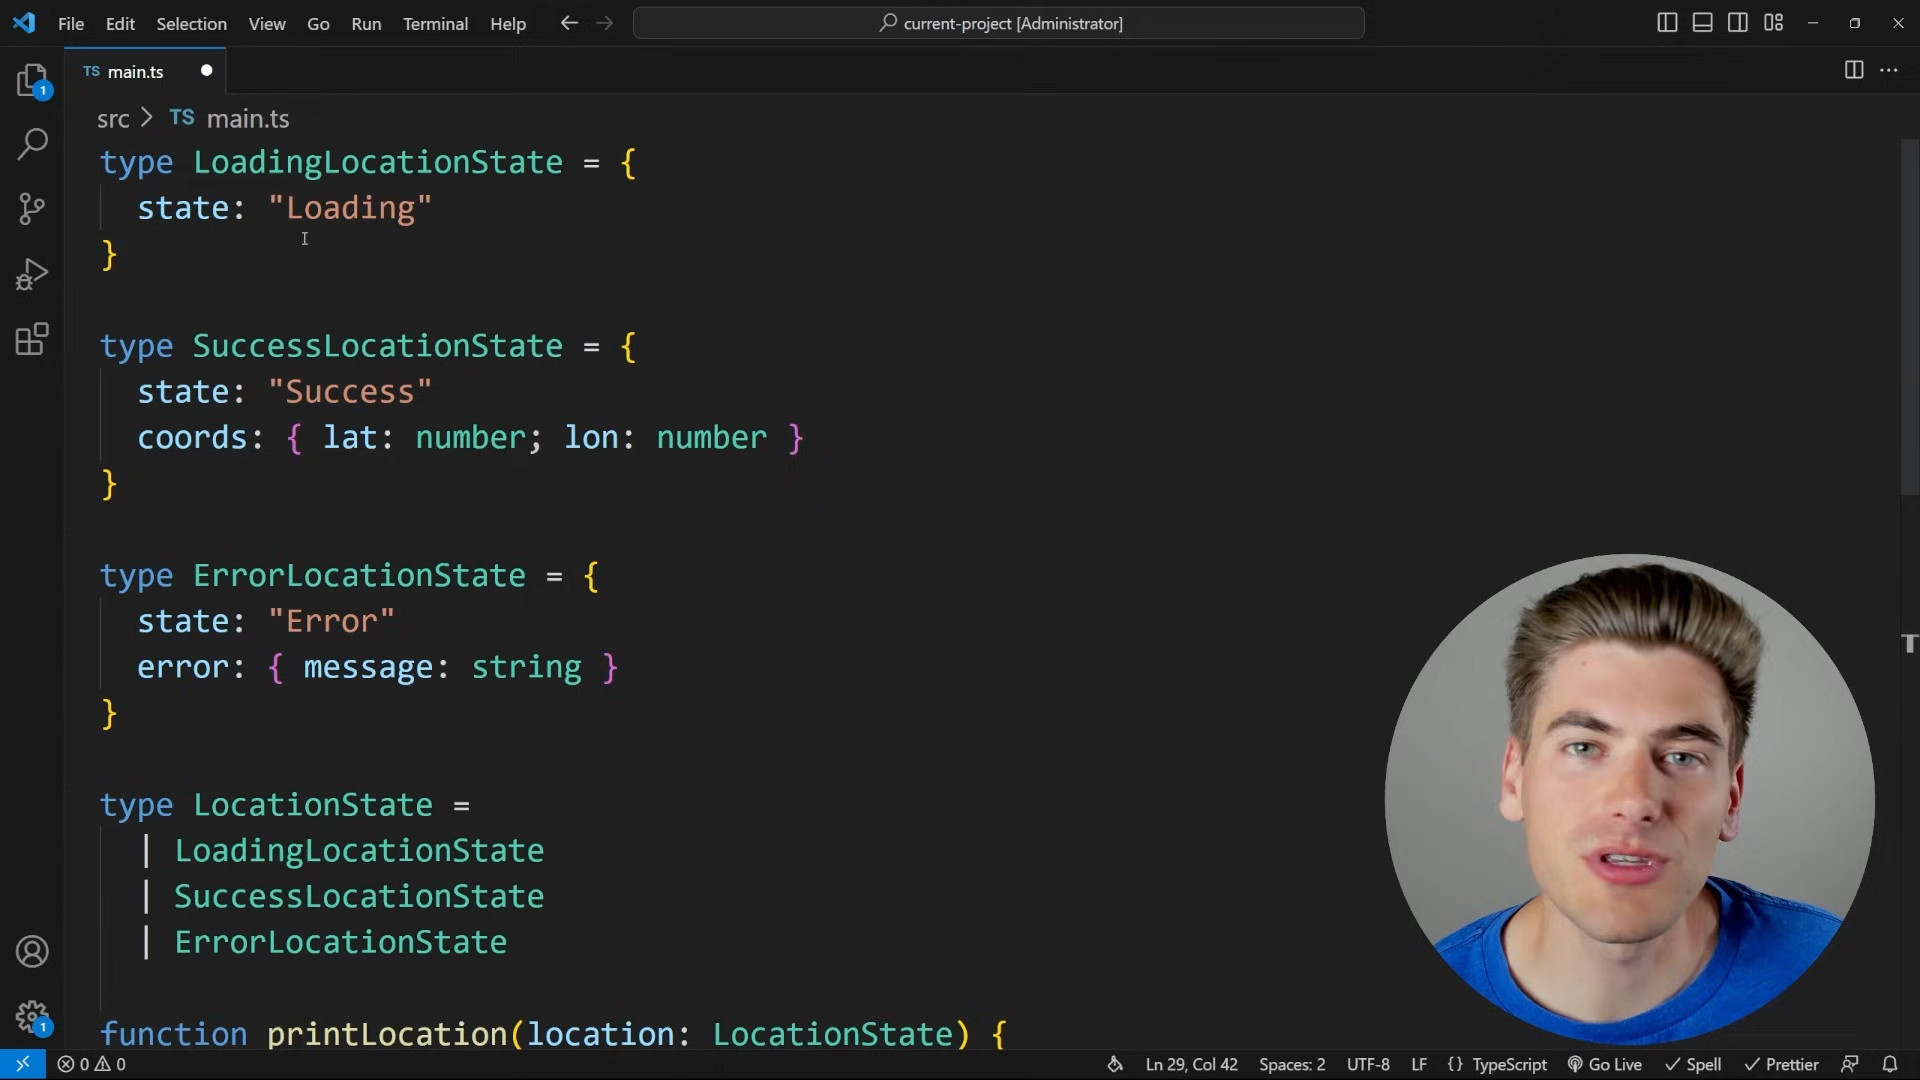 File Edit Selection View Go Run Terminal Help current-project [Administrator]
TS main.ts
src > TS main.ts
type LoadingLocationState = {
state: "Loading"
}
type SuccessLocationState = {
state: "Success"
coords: { lat: number; lon: number }
}
type ErrorLocationState = {
state: "Error"
error: { message: string }
}
type LocationState =
| LoadingLocationState
| SuccessLocationState
| ErrorLocationState
function printLocation(location: LocationState) {
1
1
T
0 0 Ln 29, Col 42 Spaces: 2 UTF-8 LF {} TypeScript Go Live Spell Prettier